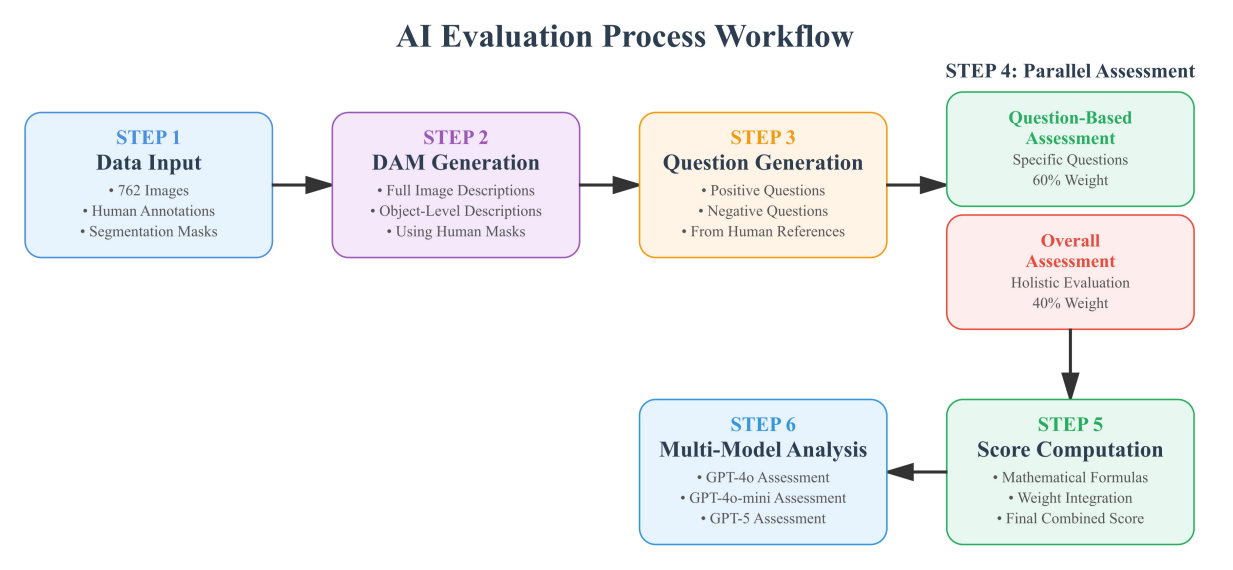 AI Evaluation Process Workflow
STEP 1
Data Input
• 762 Images
• Human Annotations
• Segmentation Masks
STEP 2
DAM Generation
• Full Image Descriptions
• Object-Level Descriptions
• Using Human Masks
STEP 3
Question Generation
• Positive Questions
• Negative Questions
• From Human References
STEP 4: Parallel Assessment
Question-Based
Assessment
Specific Questions
60% Weight
Overall
Assessment
Holistic Evaluation
40% Weight
STEP 5
Score Computation
• Mathematical Formulas
• Weight Integration
• Final Combined Score
STEP 6
Multi-Model Analysis
• GPT-4o Assessment
• GPT-4o-mini Assessment
• GPT-5 Assessment